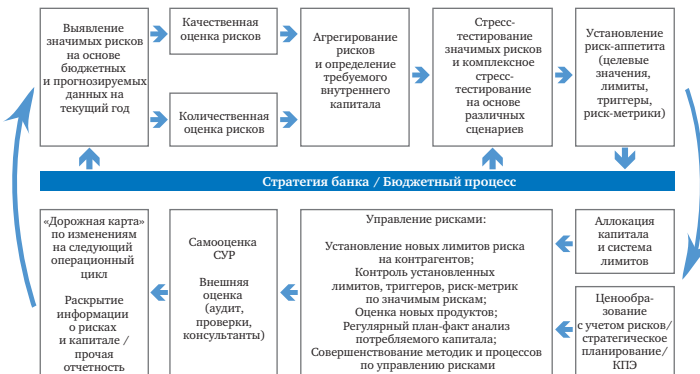 Выявление
значимых рисков
на основе
бюджетных
и прогнозируемых
данных на
текущий год
Качественная
оценка рисков
Количественная
оценка рисков
Агрегирование
рисков
и определение
требуемого
внутреннего
капитала
Стресс-
тестирование
значимых рисков
и комплексное
стресс-
тестирование
на основе
различных
сценариев
Установление
риск-аппетита
(целевые
значения,
лимиты,
триггеры,
риск-метрики)
Стратегия банка / Бюджетный процесс
«Дорожная карта»
по изменениям
на следующий
операционный
цикл
Раскрытие
информации
о рисках
и капитале /
прочая
отчетность
Самооценка
СУР
Внешняя
оценка
(аудит,
проверки,
консультанты)
Управление рисками:
Установление новых лимитов риска
на контрагентов;
Контроль установленных
лимитов, триггеров, риск-метрик
по значимым рискам;
Оценка новых продуктов;
Регулярный план-факт анализ
потребляемого капитала;
Совершенствование методик и процессов
по управлению рисками
Аллокация
капитала
и система
лимитов
Ценообра-
зование
с учетом рисков/
стратегическое
планирование/
КПЭ